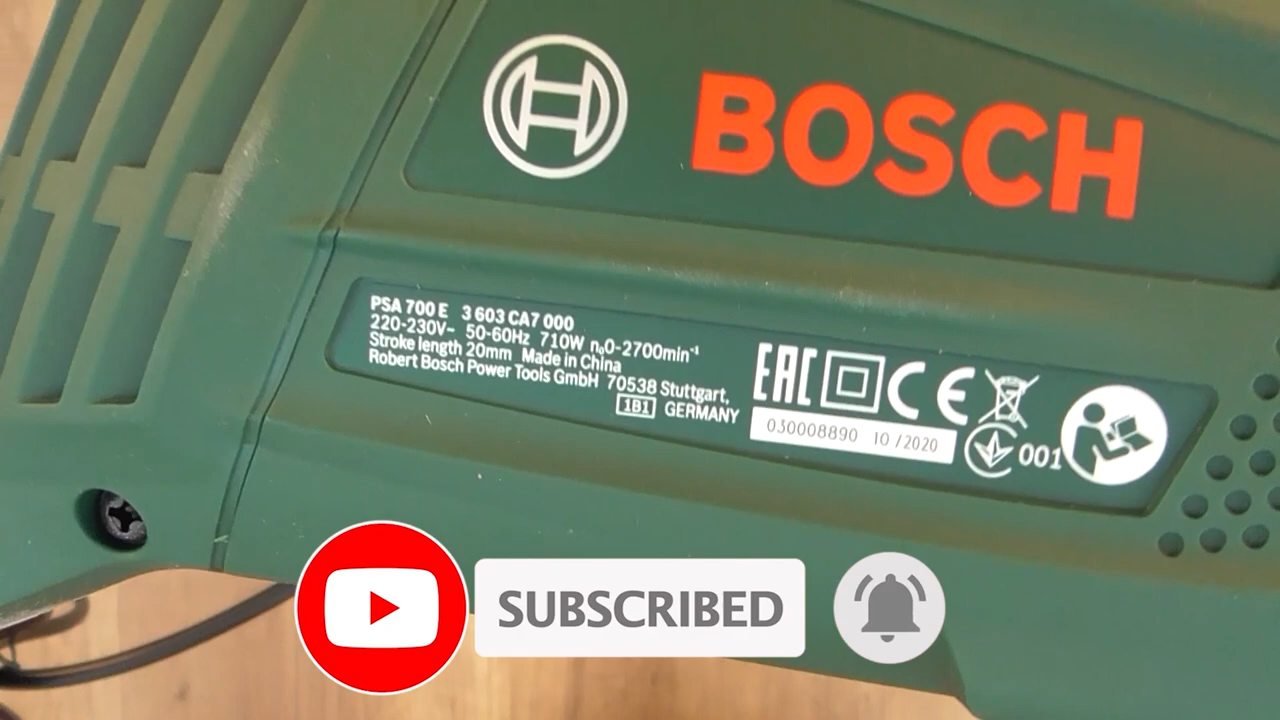 BOSCH
PSA 700 E 3 603 CA7 000
220-230V~ 50-60Hz 710W n₀0-2700min⁻¹
Stroke length 20mm Made in China
Robert Bosch Power Tools GmbH 70538 Stuttgart,
1B1 GERMANY
EAC CE
030008890 10/2020
001
SUBSCRIBED